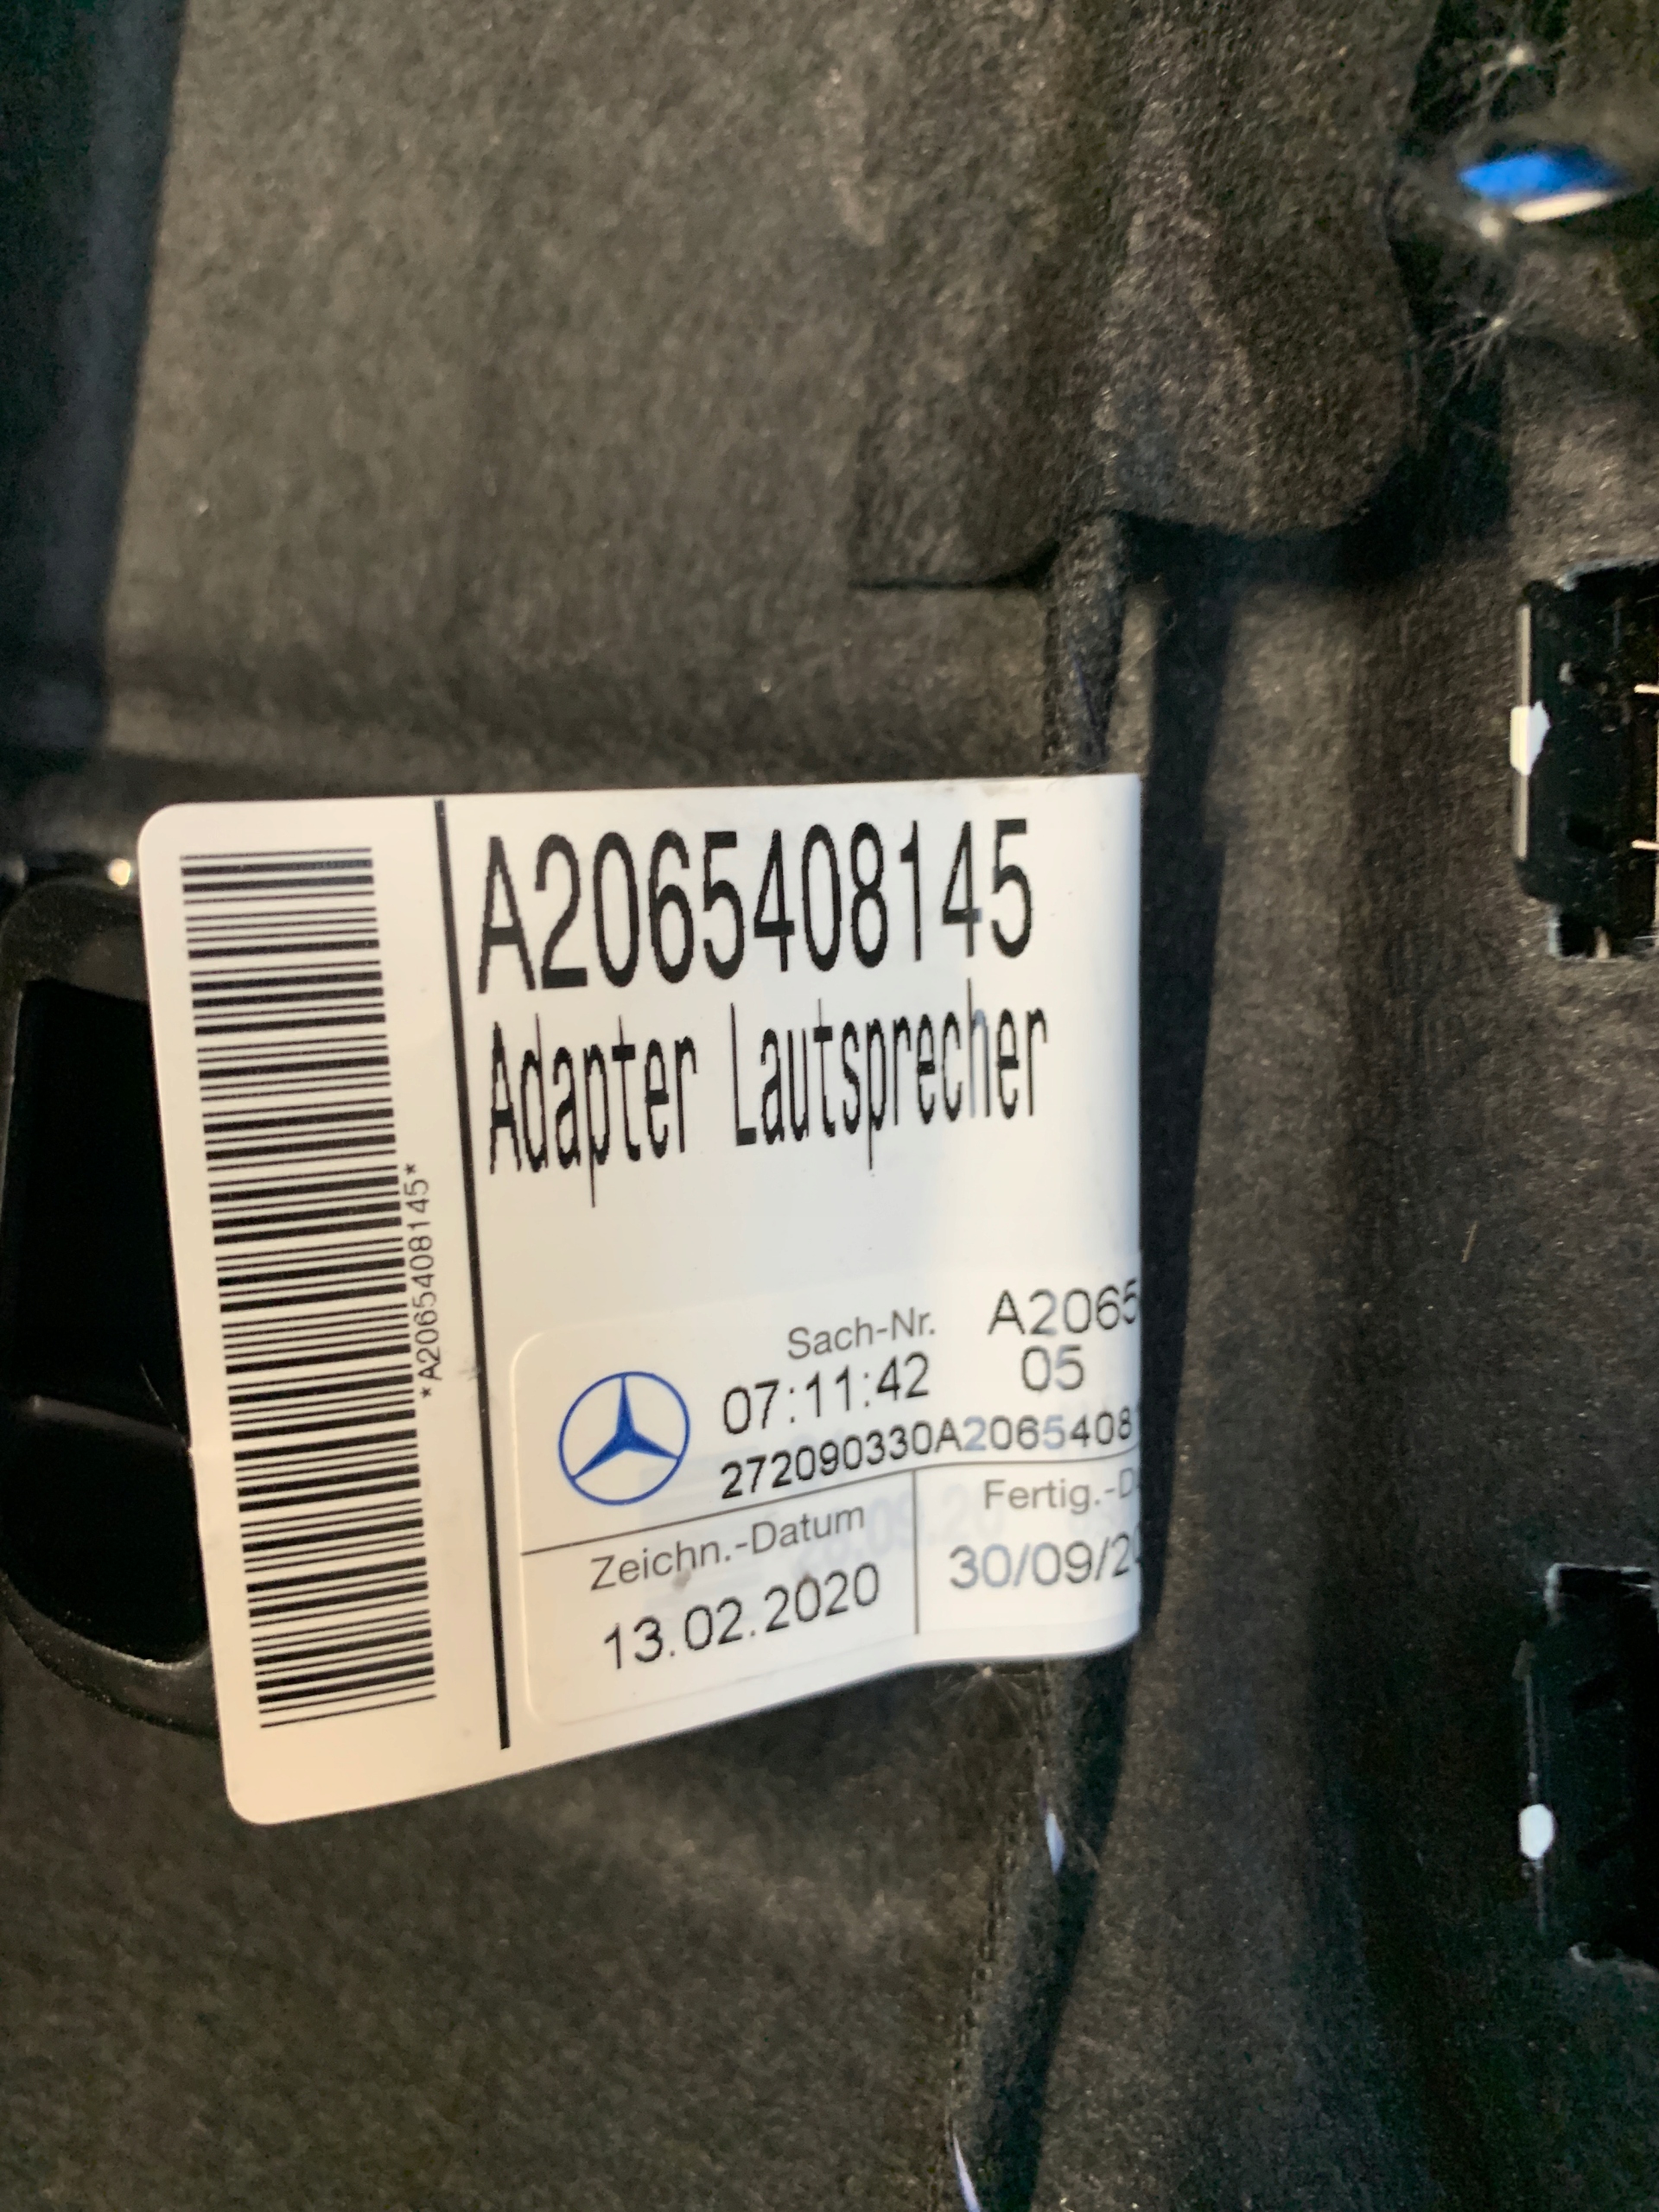 A2065408145
Adapter Lautsprecher
*A2065408145*
Sach-Nr. A2065
07:11:42 05
272090330A2065408
Zeichn.-Datum
13.02.2020
Fertig.-D
30/09/2